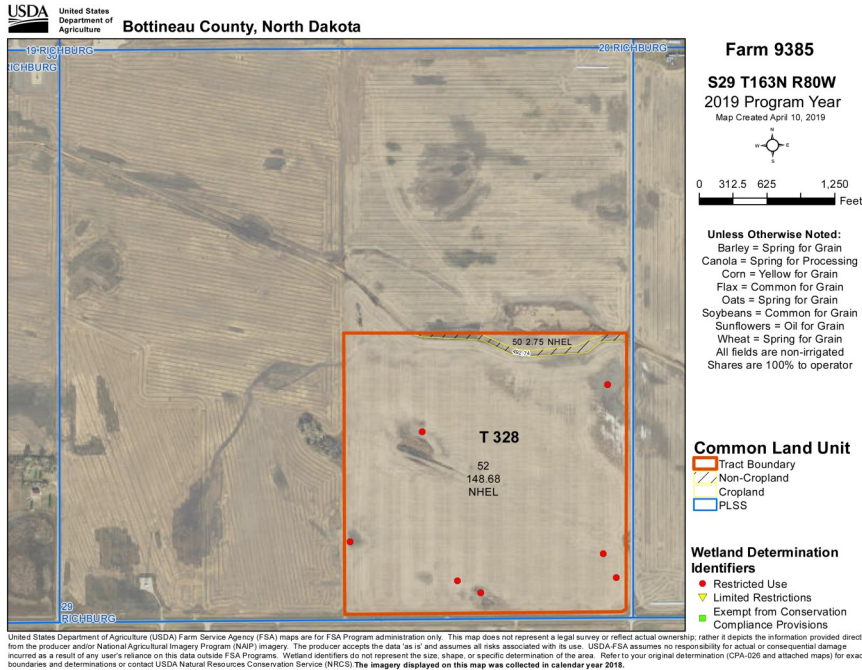 USDA
United States
Department of
Agriculture
Bottineau County, North Dakota
19 RICHBURG
20 RICHBURG
30
RICHBURG
50 2.75 NHEL
T 328
52
148.68
NHEL
29
RICHBURG
Farm 9385
S29 T163N R80W
2019 Program Year
Map Created April 10, 2019
N
W E
S
0 312.5 625 1,250
Feet
Unless Otherwise Noted:
Barley = Spring for Grain
Canola = Spring for Processing
Corn = Yellow for Grain
Flax = Common for Grain
Oats = Spring for Grain
Soybeans = Common for Grain
Sunflowers = Oil for Grain
Wheat = Spring for Grain
All fields are non-irrigated
Shares are 100% to operator
Common Land Unit
Tract Boundary
Non-Cropland
Cropland
PLSS
Wetland Determination
Identifiers
Restricted Use
Limited Restrictions
Exempt from Conservation
Compliance Provisions
United States Department of Agriculture (USDA) Farm Service Agency (FSA) maps are for FSA Program administration only. This map does not represent a legal survey or reflect actual ownership; rather it depicts the information provided direct
from the producer and/or National Agricultural Imagery Program (NAIP) imagery. The producer accepts the data 'as is' and assumes all risks associated with its use. USDA-FSA assumes no responsibility for actual or consequential damage
incurred as a result of any user's reliance on this data outside FSA Programs. Wetland identifiers do not represent the size, shape, or specific determination of the area. Refer to your original determination (CPA-026 and attached maps) for exac
boundaries and determinations or contact USDA Natural Resources Conservation Service (NRCS). The imagery displayed on this map was collected in calendar year 2018.